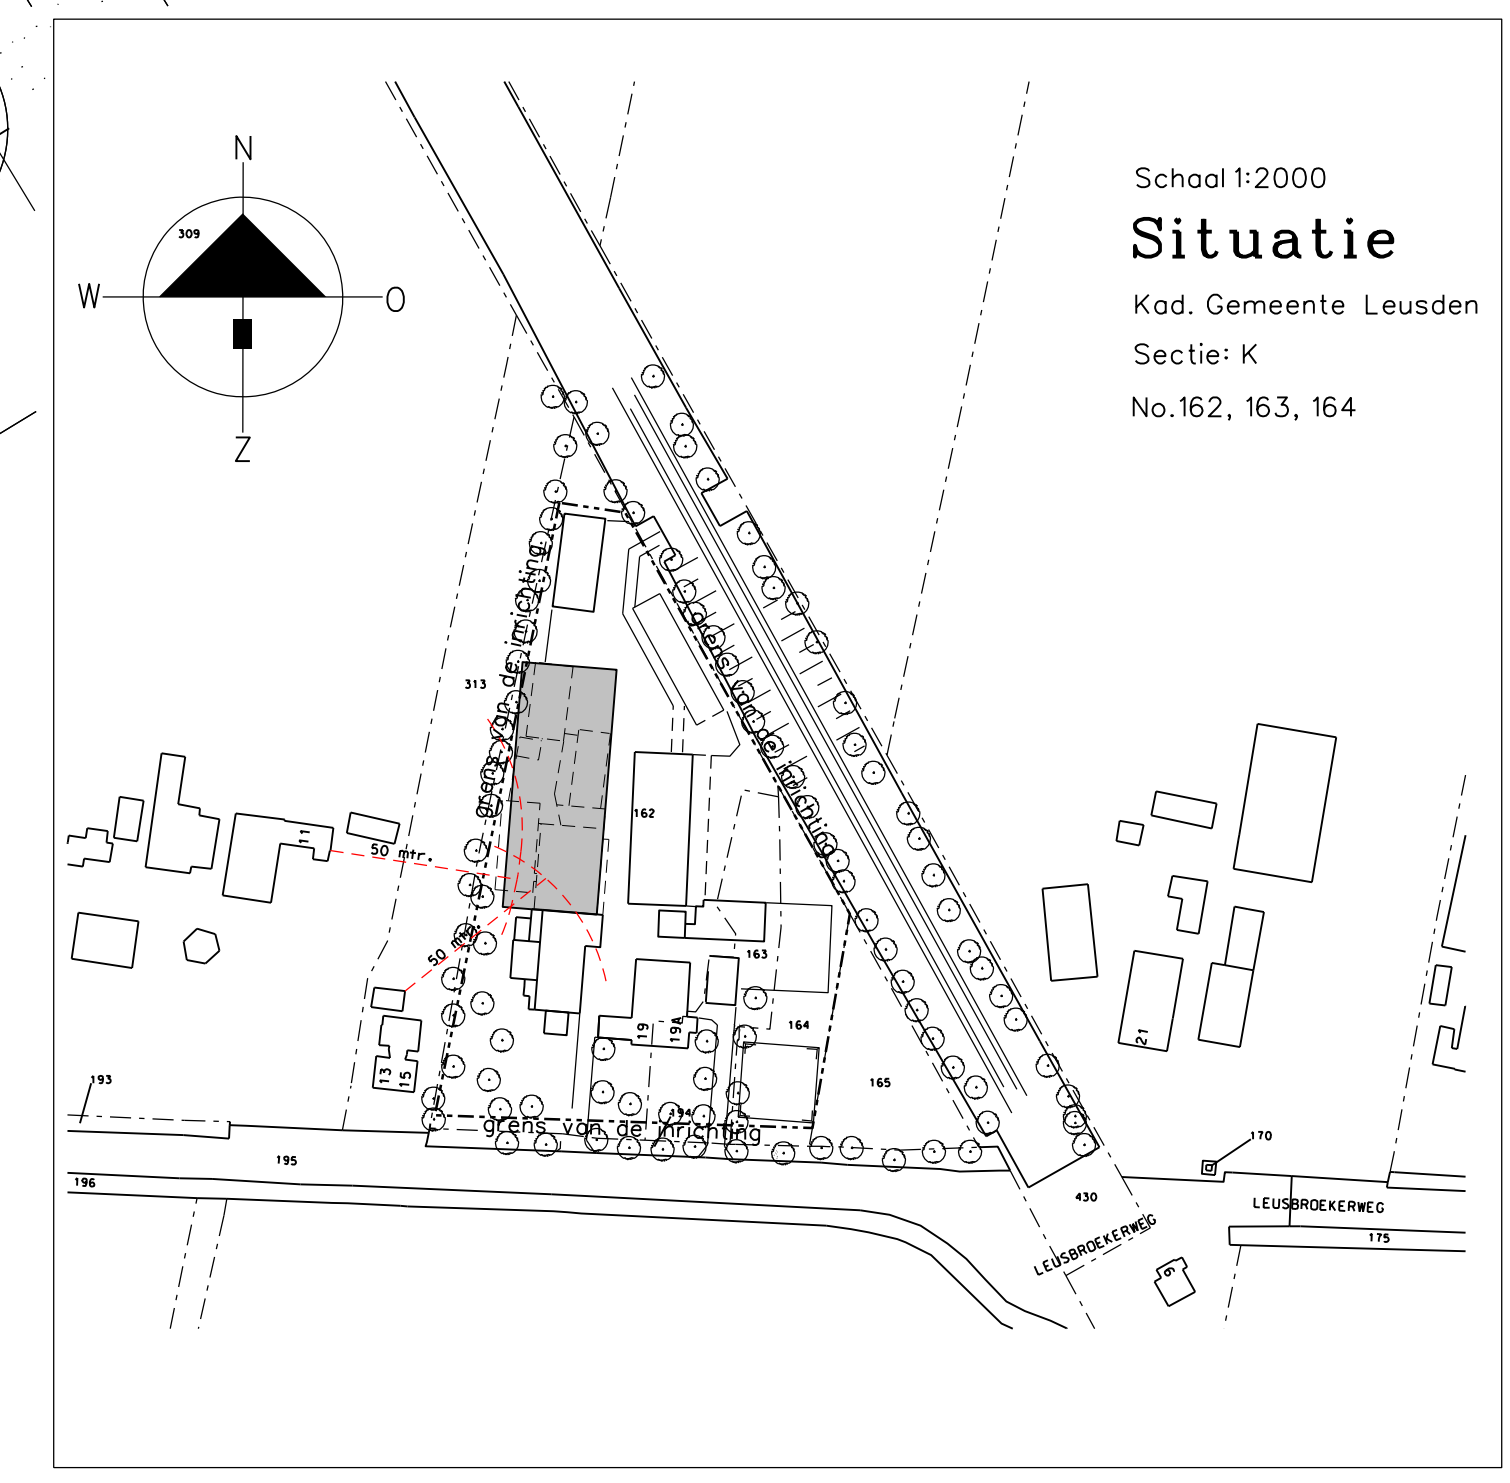 N
309
W
O
Z
Schaal 1:2000
Situatie
Kad. Gemeente Leusden
Sectie: K
No.162, 163, 164
grens van de inrichting
grens van de inrichting
313
162
11
50 mtr.
50 mtr.
163
164
165
19
19A
13
15
21
193
194
grens van de inrichting
195
196
170
430
LEUSBROEKERWEG
LEUSBROEKERWEG
175
6